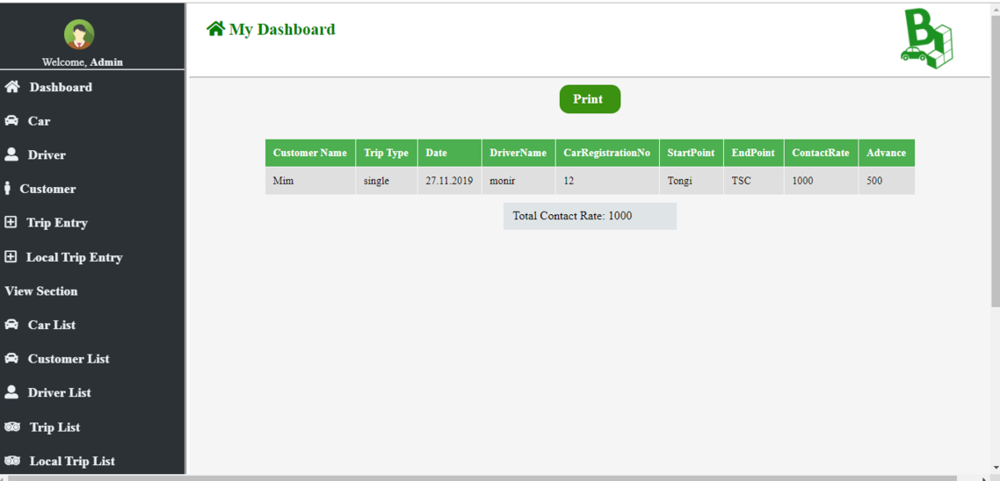 Welcome, Admin
Dashboard
Car
Driver
Customer
Trip Entry
Local Trip Entry
View Section
Car List
Customer List
Driver List
Trip List
Local Trip List
My Dashboard
B
Print
Customer Name Trip Type Date DriverName CarRegistrationNo StartPoint EndPoint ContactRate Advance
Mim single 27.11.2019 monir 12 Tongi TSC 1000 500
Total Contact Rate: 1000